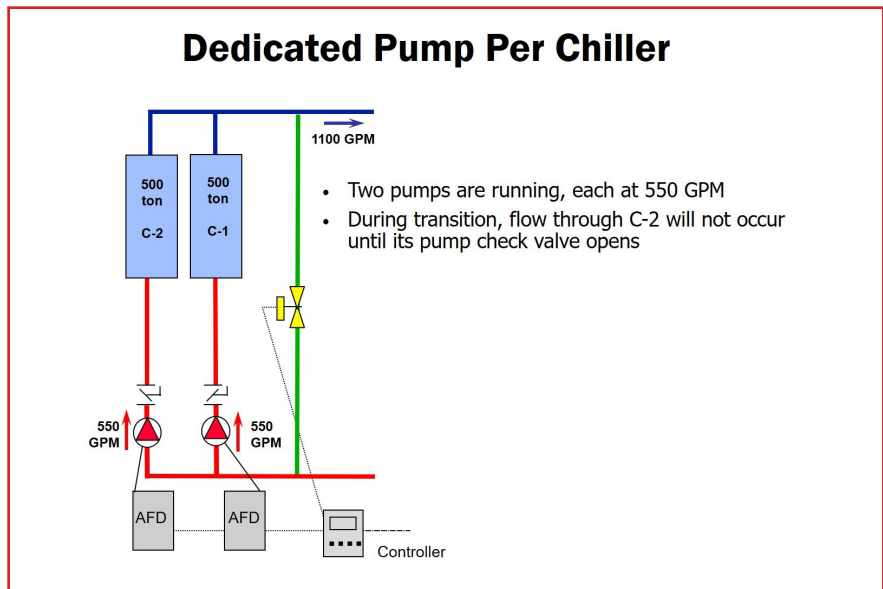 Dedicated Pump Per Chiller
1100 GPM
500
ton
C-2
500
ton
C-1
• Two pumps are running, each at 550 GPM
• During transition, flow through C-2 will not occur
until its pump check valve opens
550
GPM
550
GPM
AFD
AFD
Controller